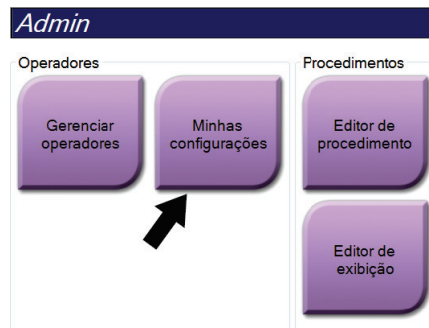 Admin
Operadores
Procedimentos
Gerenciar
operadores
Minhas
configurações
Editor de
procedimento
Editor de
exibição